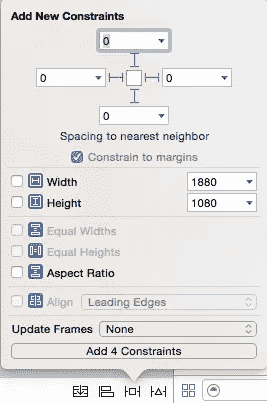 Add New Constraints
0
0 0
0
Spacing to nearest neighbor
Constrain to margins
Width 1880
Height 1080
Equal Widths
Equal Heights
Aspect Ratio
Align Leading Edges
Update Frames None
Add 4 Constraints